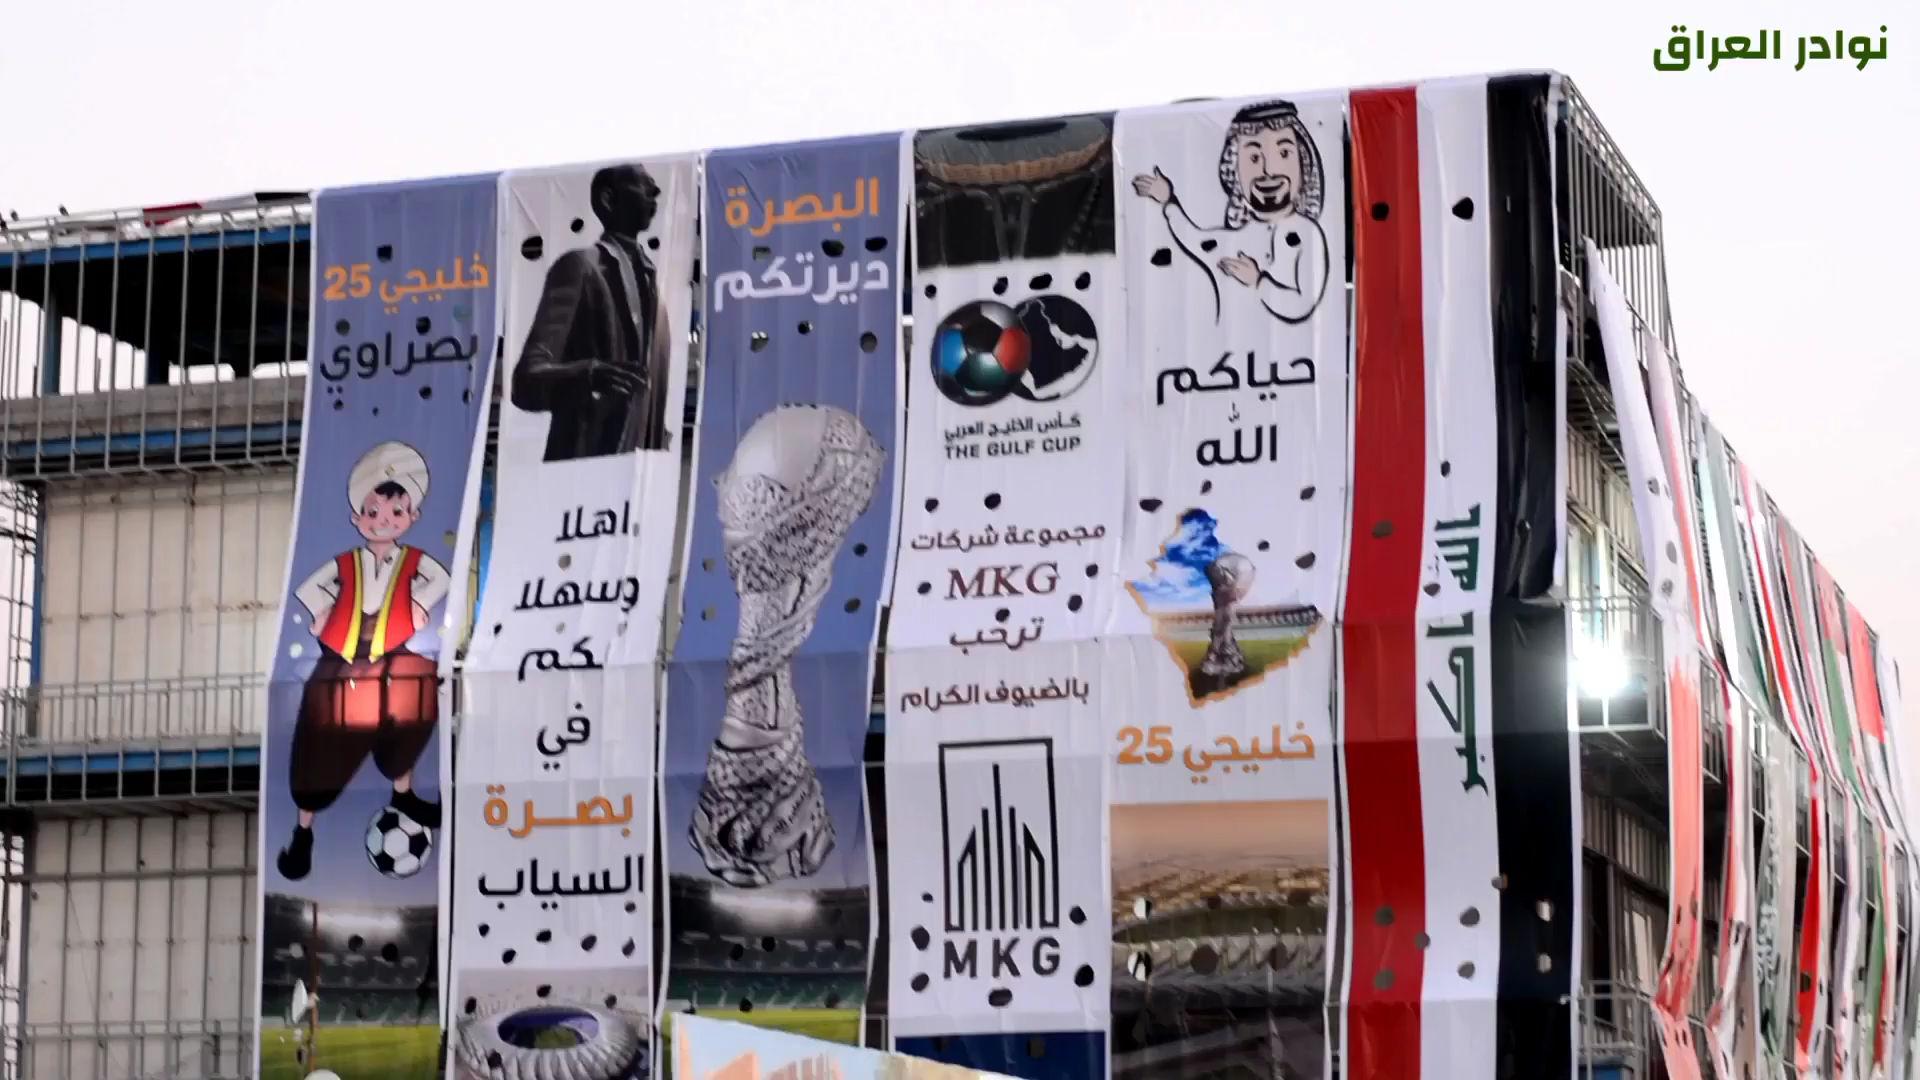 نوادر العراق
حياكم
الله
خليجي 25
كأس الخليج العربي
THE GULF CUP
مجموعة شركات
MKG
ترحب
بالضيوف الكرام
MKG
البصرة
ديرتكم
اهلا
وسهلا
بكم
في
بصرة
السياب
خليجي 25
بصراوي
الله اكبر